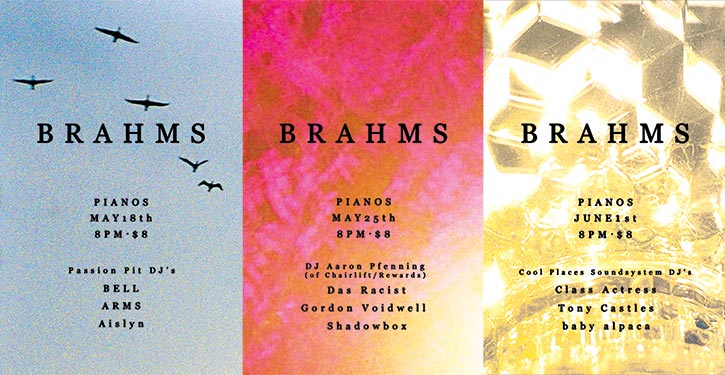 BRAHMS
PIANOS
MAY18th
8PM·$8
Passion Pit DJ's
BELL
ARMS
Aislyn
BRAHMS
PIANOS
MAY25th
8PM·$8
DJ Aaron Pfenning
(of Chairlift/Rewards)
Das Racist
Gordon Voidwell
Shadowbox
BRAHMS
PIANOS
JUNE1st
8PM·$8
Cool Places Soundsystem DJ's
Class Actress
Tony Castles
baby alpaca